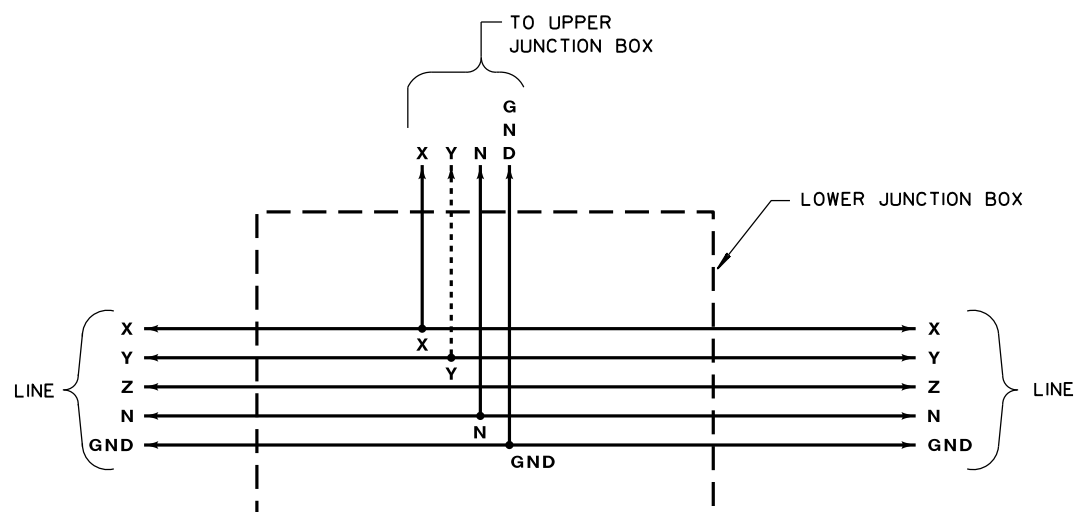 TO UPPER
JUNCTION BOX
G
N
X Y N D
LOWER JUNCTION BOX
X X
X
Y Y
Y
LINE Z Z LINE
N N
N
GND GND
GND